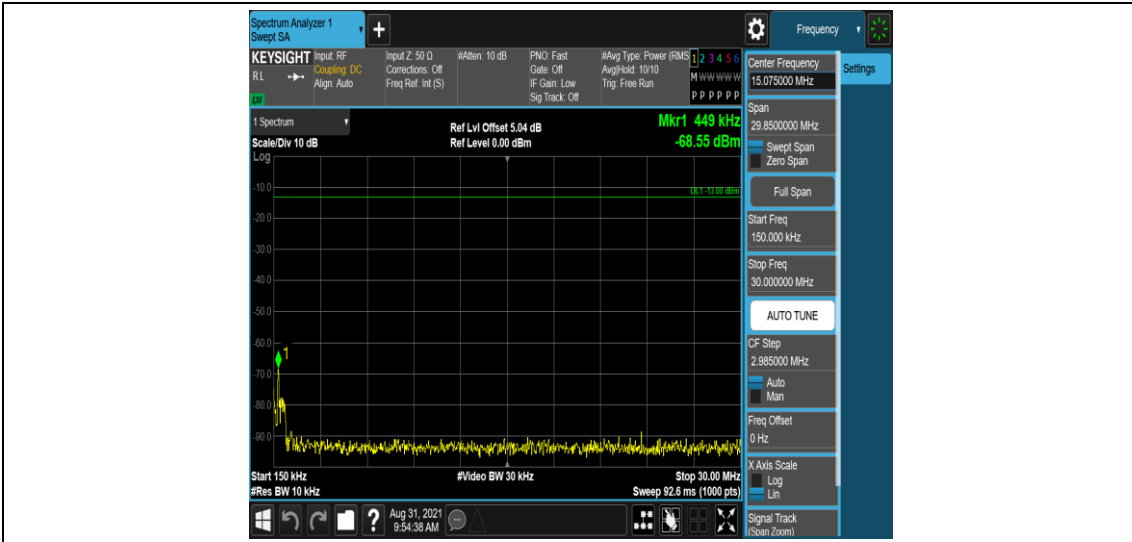 Spectrum Analyzer 1
Swept SA
+
Frequency
KEYSIGHT
RL
LXI
Input: RF
Coupling: DC
Align: Auto
Input Z: 50 Ω
Corrections: Off
Freq Ref: Int (S)
#Atten: 10 dB
PNO: Fast
Gate: Off
IF Gain: Low
Sig Track: Off
#Avg Type: Power (RMS
Avg|Hold: 10/10
Trig: Free Run
1 2 3 4 5 6
M W W W W W
P P P P P P
1 Spectrum
Scale/Div 10 dB
Log
Ref Lvl Offset 5.04 dB
Ref Level 0.00 dBm
Mkr1 449 kHz
-68.55 dBm
DL1 -13.00 dBm
-10.0
-20.0
-30.0
-40.0
-50.0
-60.0
-70.0
-80.0
-90.0
1
Start 150 kHz
#Res BW 10 kHz
#Video BW 30 kHz
Stop 30.00 MHz
Sweep 92.6 ms (1000 pts)
?
Aug 31, 2021
9:54:38 AM
Center Frequency
15.075000 MHz
Settings
Span
29.8500000 MHz
Swept Span
Zero Span
Full Span
Start Freq
150.000 kHz
Stop Freq
30.000000 MHz
AUTO TUNE
CF Step
2.985000 MHz
Auto
Man
Freq Offset
0 Hz
X Axis Scale
Log
Lin
Signal Track
(Span Zoom)